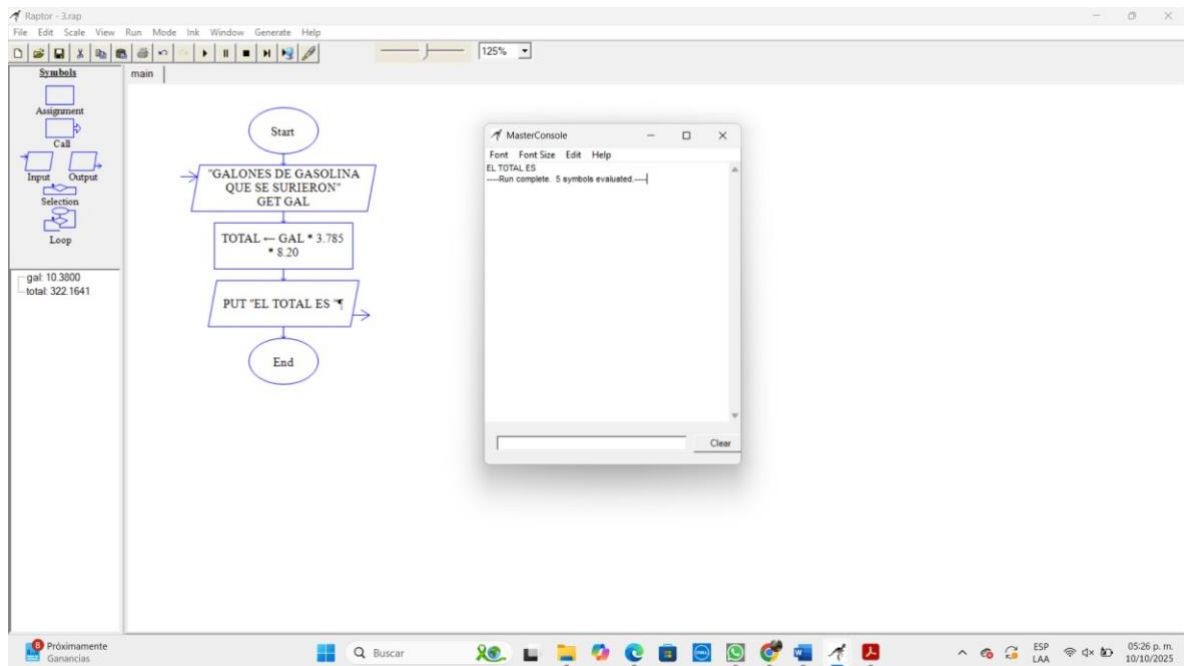 Raptor - 3.rap
File Edit Scale View Run Mode Ink Window Generate Help
125%
Symbols
main
Assignment
Call
Input Output
Selection
Loop
gal: 10.3800
total: 322.1641
Start
"GALONES DE GASOLINA
QUE SE SURIERON"
GET GAL
TOTAL ← GAL * 3.785
* 8.20
PUT "EL TOTAL ES "¶
End
MasterConsole
Font Font Size Edit Help
EL TOTAL ES
----Run complete. 5 symbols evaluated.----
Clear
8
Próximamente
Ganancias
Buscar
ESP
LAA
05:26 p. m.
10/10/2025